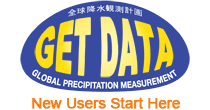 全球降水観測計画
GET DATA
GLOBAL PRECIPITATION MEASUREMENT
New Users Start Here